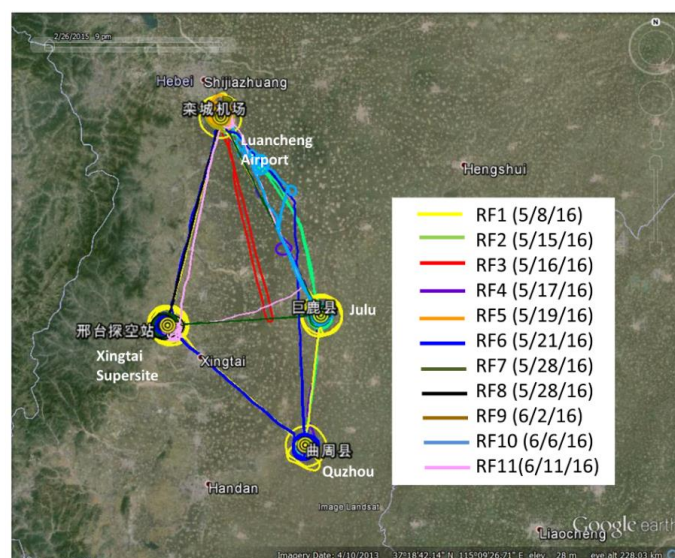 2/26/2015 9 pm
N
Hebei Shijiazhuang
栾城机场
Luancheng
Airport
Hengshui
RF1 (5/8/16)
RF2 (5/15/16)
RF3 (5/16/16)
RF4 (5/17/16)
RF5 (5/19/16)
RF6 (5/21/16)
RF7 (5/28/16)
RF8 (5/28/16)
RF9 (6/2/16)
RF10 (6/6/16)
RF11(6/11/16)
巨鹿县
Julu
邢台探空站
Xingtai
Supersite
Xingtai
曲周县
Quzhou
Handan
Image Landsat
Google earth
Liaocheng
Imagery Date: 4/10/2013 37°18'42.14" N 115°09'26.71" E elev 28 m eye alt 228.03 km